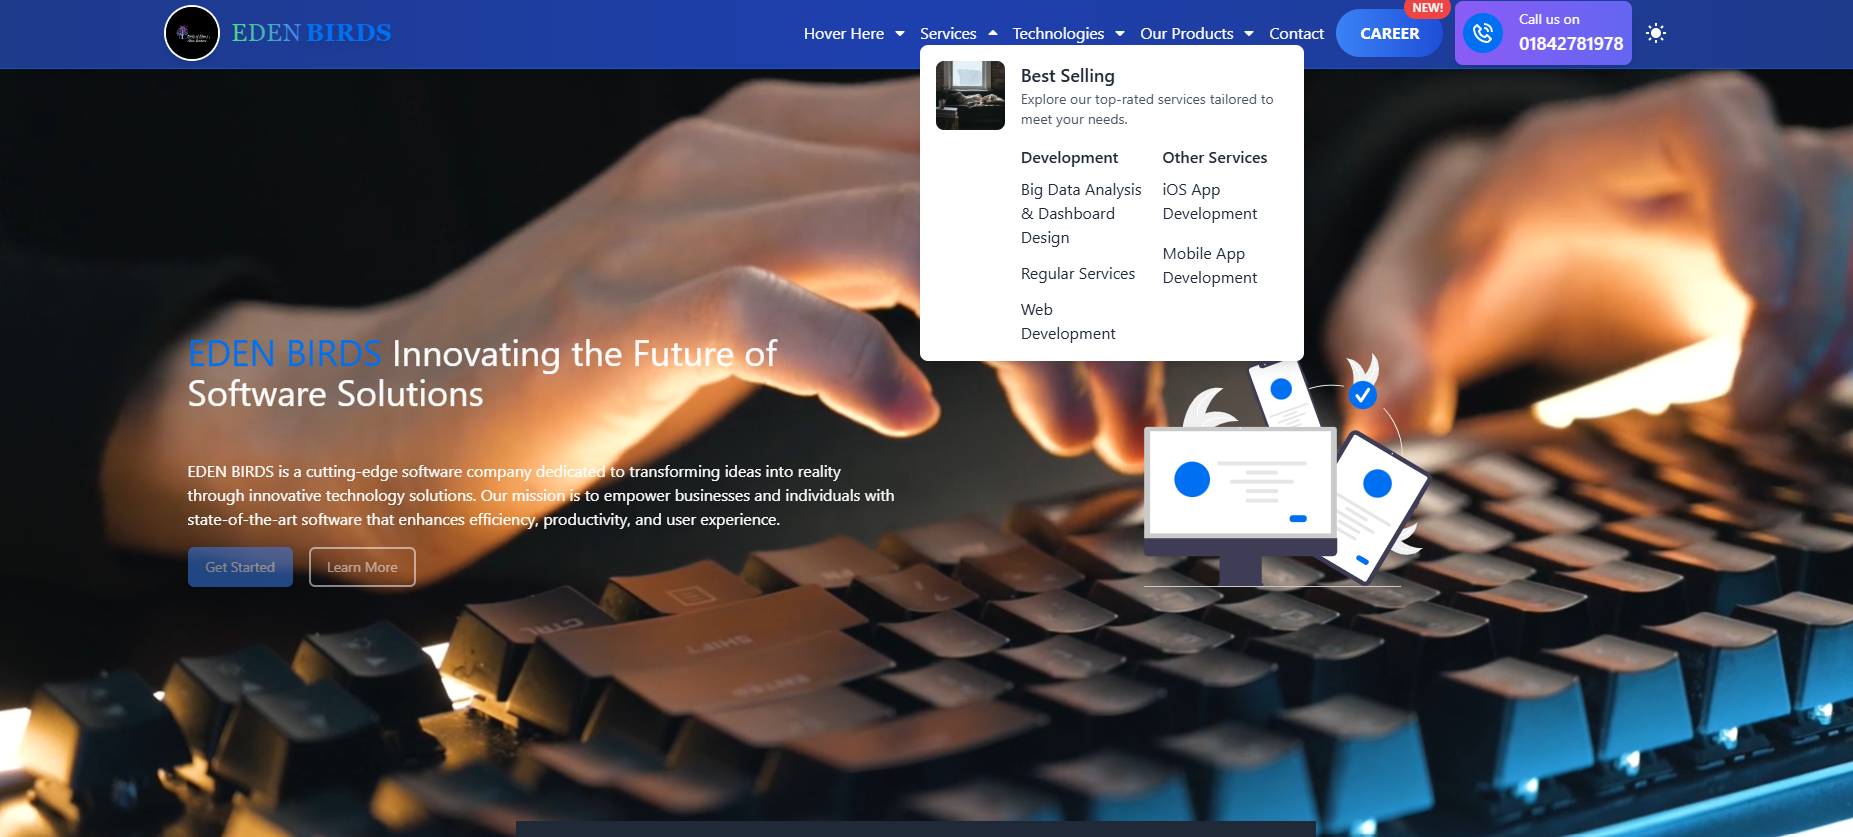 EDEN BIRDS
Hover Here
Services
Technologies
Our Products
Contact
NEW!
CAREER
Call us on
01842781978
Best Selling
Explore our top-rated services tailored to
meet your needs.
Development
Big Data Analysis
& Dashboard
Design
Regular Services
Web
Development
Other Services
iOS App
Development
Mobile App
Development
EDEN BIRDS Innovating the Future of
Software Solutions
EDEN BIRDS is a cutting-edge software company dedicated to transforming ideas into reality
through innovative technology solutions. Our mission is to empower businesses and individuals with
state-of-the-art software that enhances efficiency, productivity, and user experience.
Get Started
Learn More
CTRL
SHIFT
ENTER